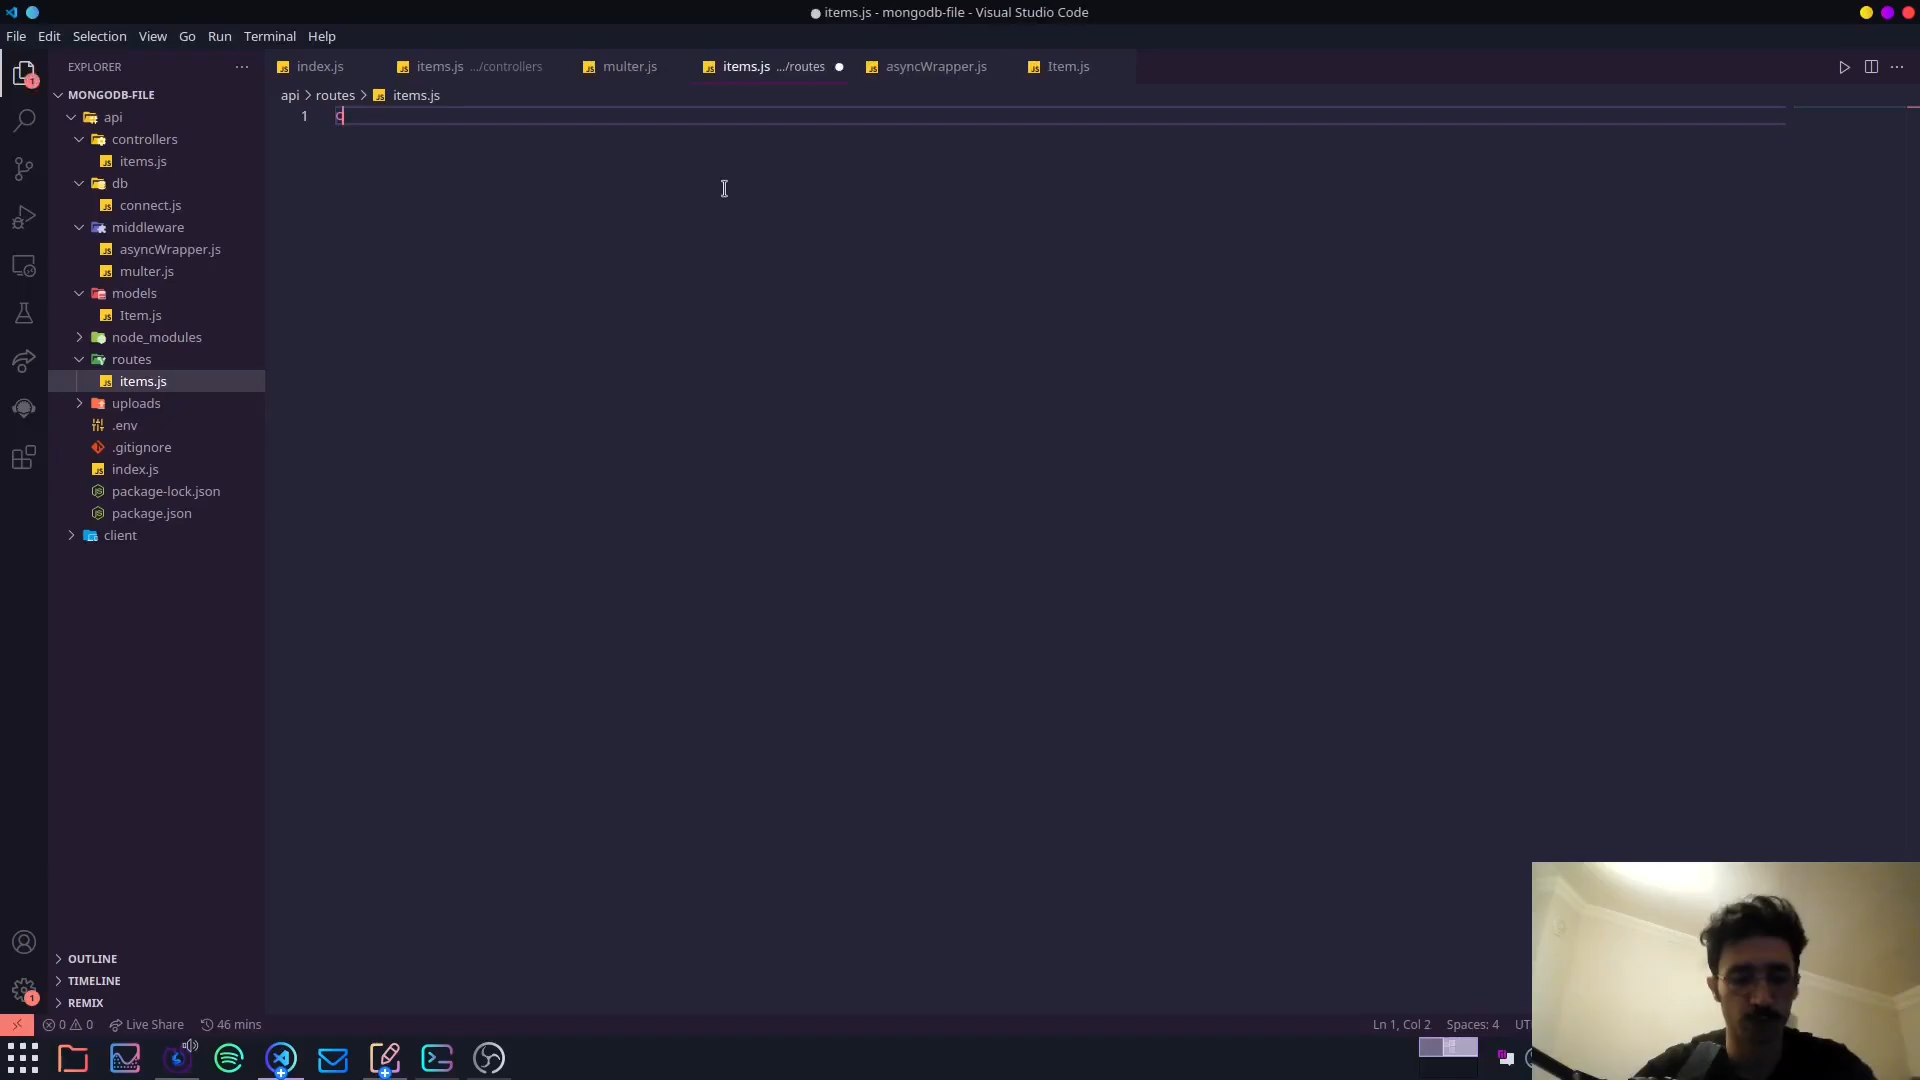 items.js - mongodb-file - Visual Studio Code
File Edit Selection View Go Run Terminal Help
EXPLORER
index.js
items.js .../controllers
multer.js
items.js .../routes
asyncWrapper.js
Item.js
MONGODB-FILE
api > routes > items.js
1 c
api
controllers
items.js
db
connect.js
middleware
asyncWrapper.js
multer.js
models
Item.js
node_modules
routes
items.js
uploads
.env
.gitignore
index.js
package-lock.json
package.json
client
OUTLINE
TIMELINE
REMIX
1
1
0 0 Live Share 46 mins
Ln 1, Col 2 Spaces: 4 UT